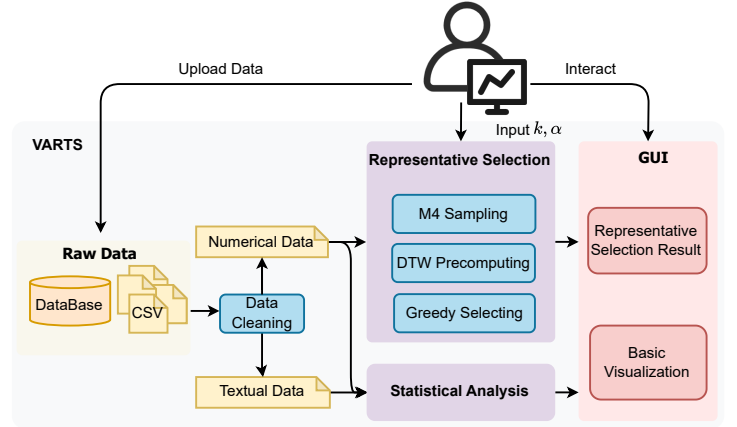 Upload Data
Interact
Input k, α
VARTS
Representative Selection
GUI
M4 Sampling
DTW Precomputing
Greedy Selecting
Representative
Selection Result
Raw Data
DataBase
CSV
Numerical Data
Data
Cleaning
Textual Data
Statistical Analysis
Basic
Visualization